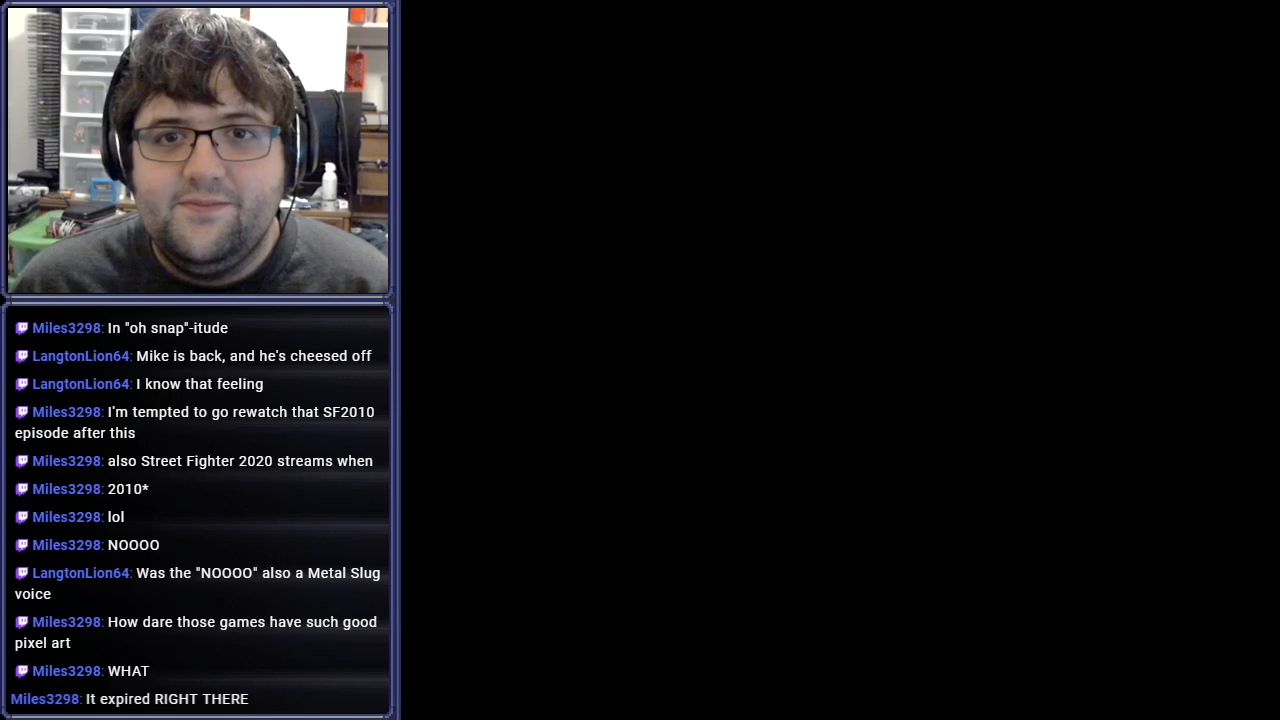 Miles3298: In "oh snap"-itude
LangtonLion64: Mike is back, and he's cheesed off
LangtonLion64: I know that feeling
Miles3298: I'm tempted to go rewatch that SF2010
episode after this
Miles3298: also Street Fighter 2020 streams when
Miles3298: 2010*
Miles3298: lol
Miles3298: NOOOO
LangtonLion64: Was the "NOOOO" also a Metal Slug
voice
Miles3298: How dare those games have such good
pixel art
Miles3298: WHAT
Miles3298: It expired RIGHT THERE